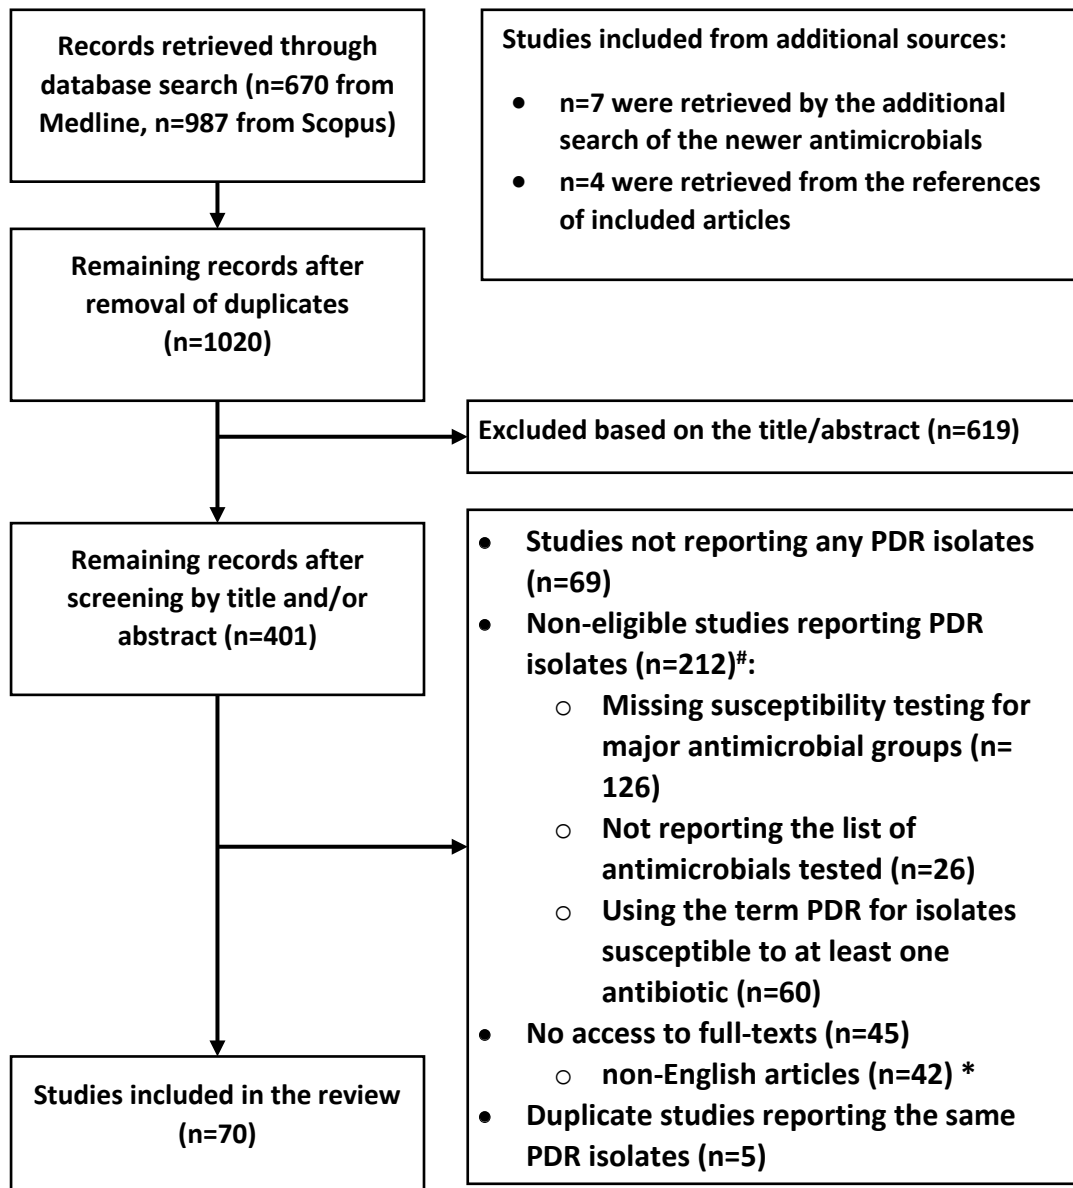 Records retrieved through
database search (n=670 from
Medline, n=987 from Scopus)
Studies included from additional sources:
• n=7 were retrieved by the additional
search of the newer antimicrobials
• n=4 were retrieved from the references
of included articles
Remaining records after
removal of duplicates
(n=1020)
Excluded based on the title/abstract (n=619)
Remaining records after
screening by title and/or
abstract (n=401)
• Studies not reporting any PDR isolates
(n=69)
• Non-eligible studies reporting PDR
isolates (n=212)#:
o Missing susceptibility testing for
major antimicrobial groups (n=
126)
o Not reporting the list of
antimicrobials tested (n=26)
o Using the term PDR for isolates
susceptible to at least one
antibiotic (n=60)
• No access to full-texts (n=45)
o non-English articles (n=42) *
• Duplicate studies reporting the same
PDR isolates (n=5)
Studies included in the review
(n=70)